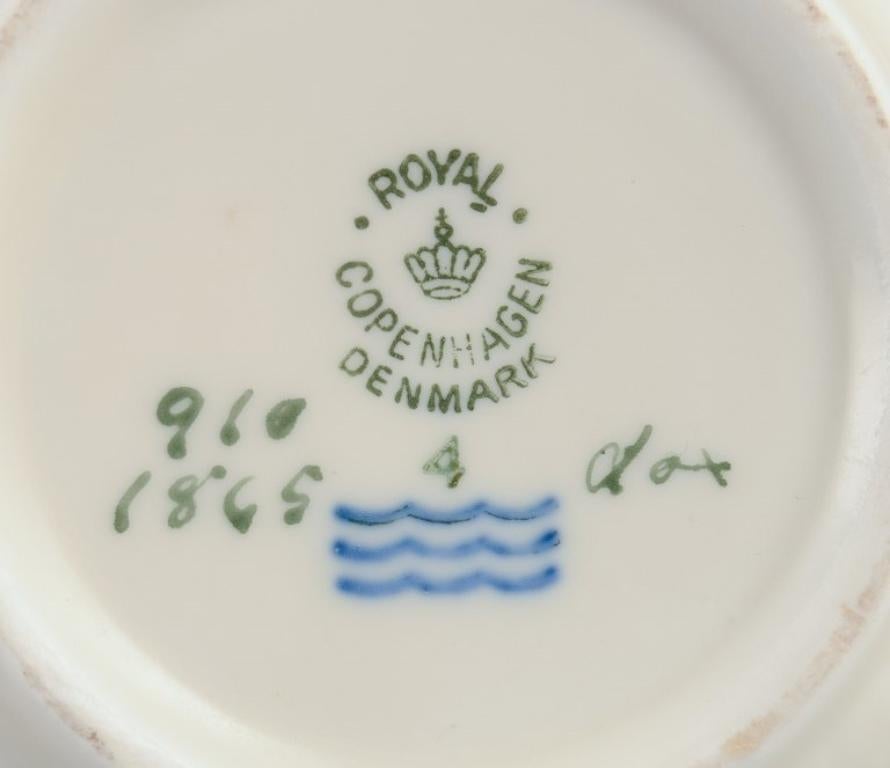 ROYAL
COPENHAGEN
DENMARK
910
1865
4